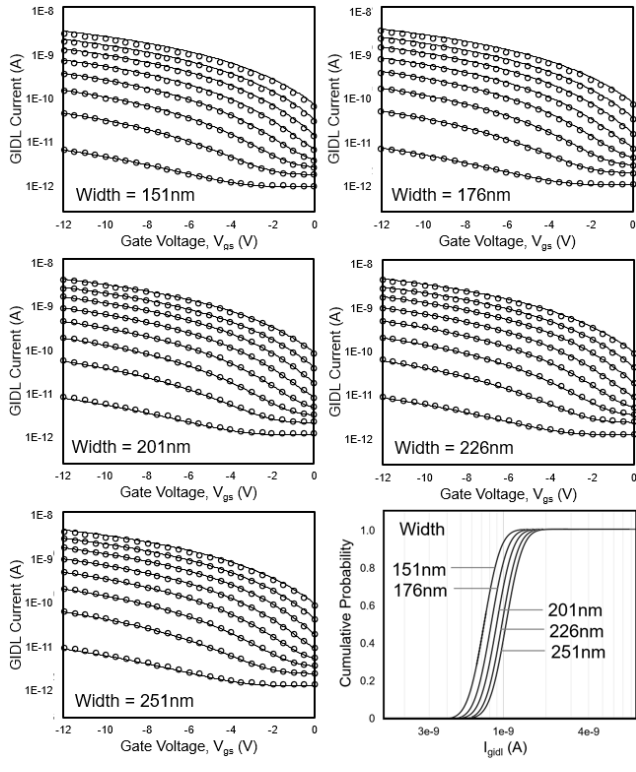 1E-8
1E-9
1E-10
1E-11
1E-12
GIDL Current (A)
Width = 151nm
-12 -10 -8 -6 -4 -2 0
Gate Voltage, Vgs (V)
1E-8
1E-9
1E-10
1E-11
1E-12
GIDL Current (A)
Width = 176nm
-12 -10 -8 -6 -4 -2 0
Gate Voltage, Vgs (V)
1E-8
1E-9
1E-10
1E-11
1E-12
GIDL Current (A)
Width = 201nm
-12 -10 -8 -6 -4 -2 0
Gate Voltage, Vgs (V)
1E-8
1E-9
1E-10
1E-11
1E-12
GIDL Current (A)
Width = 226nm
-12 -10 -8 -6 -4 -2 0
Gate Voltage, Vgs (V)
1E-8
1E-9
1E-10
1E-11
1E-12
GIDL Current (A)
Width = 251nm
-12 -10 -8 -6 -4 -2 0
Gate Voltage, Vgs (V)
1.0
0.8
0.6
0.4
0.2
0
Cumulative Probability
Width
151nm
176nm
201nm
226nm
251nm
3e-9 1e-9 4e-9
Igidl (A)